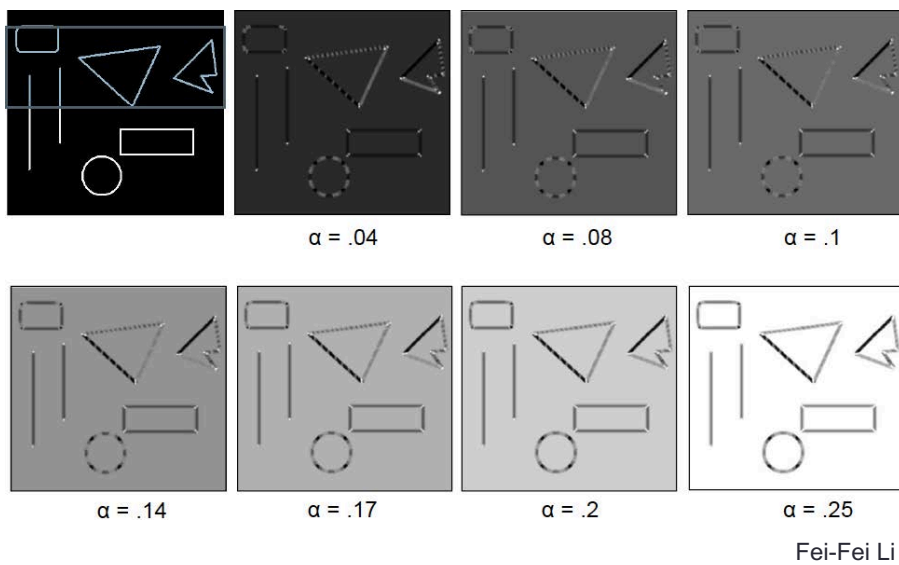 α = .04
α = .08
α = .1
α = .14
α = .17
α = .2
α = .25
Fei-Fei Li